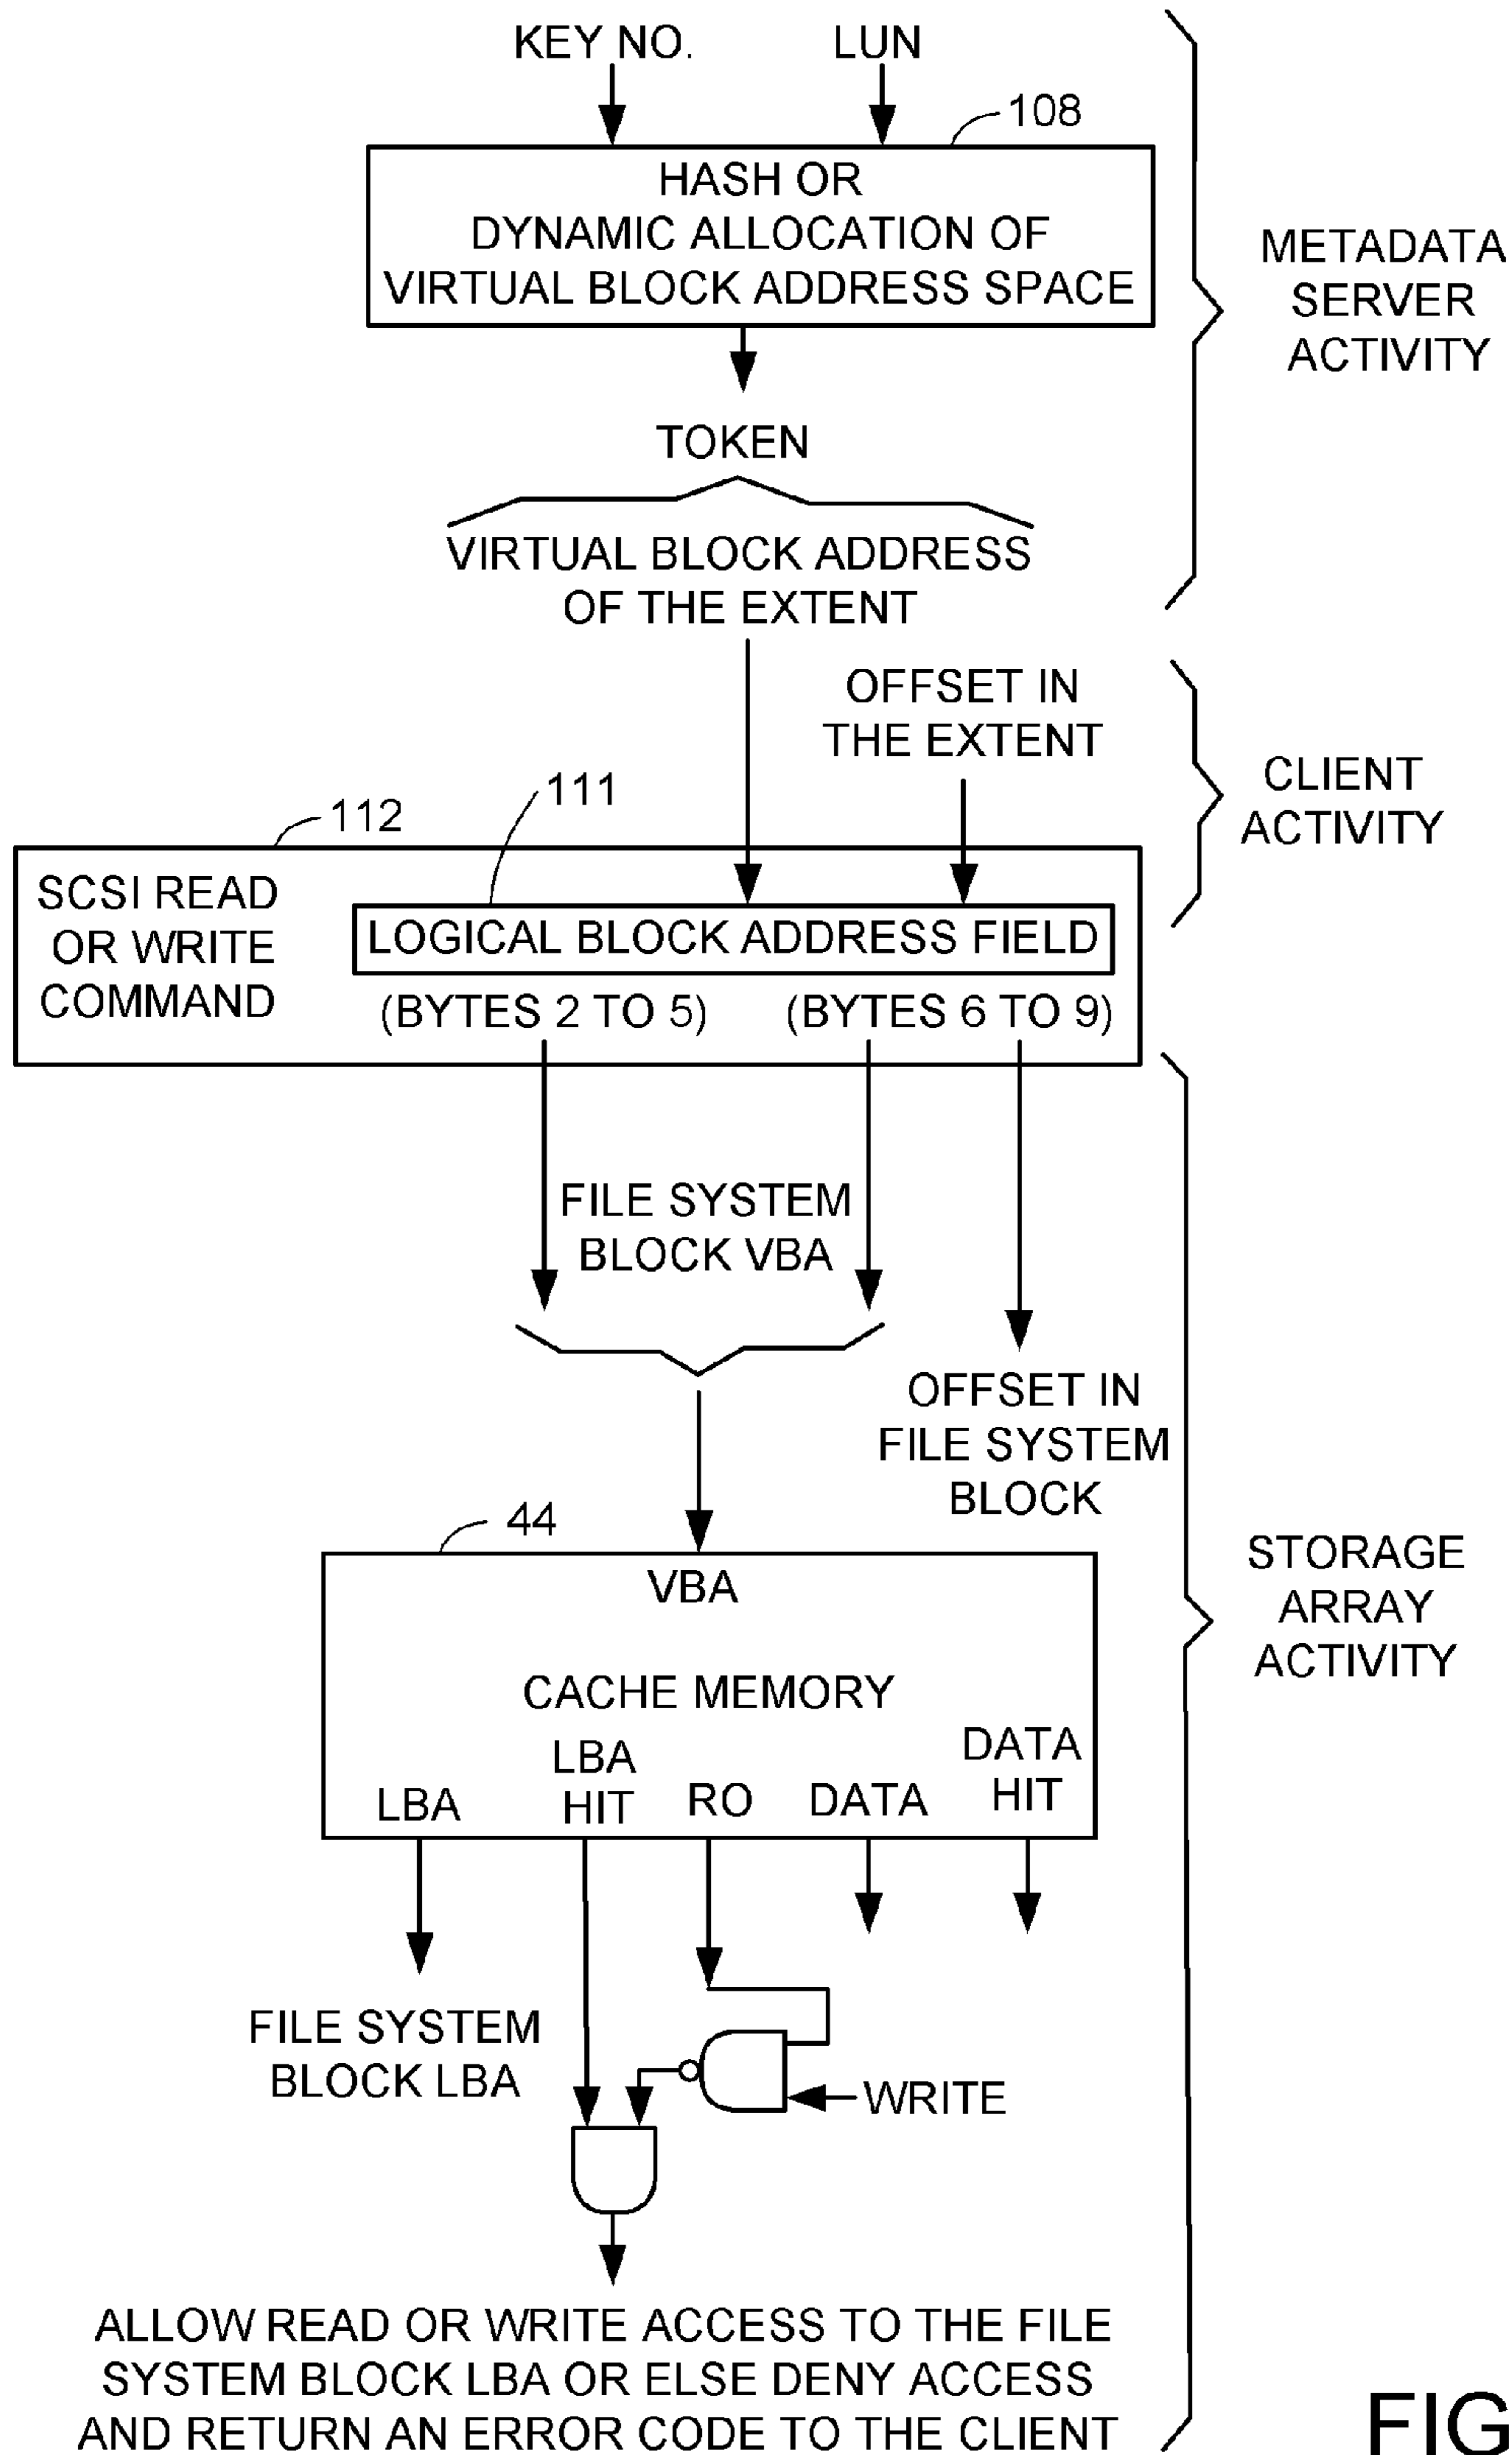 KEY NO. LUN
108
HASH OR
DYNAMIC ALLOCATION OF
VIRTUAL BLOCK ADDRESS SPACE
METADATA
SERVER
ACTIVITY
TOKEN
VIRTUAL BLOCK ADDRESS
OF THE EXTENT
OFFSET IN
THE EXTENT
CLIENT
ACTIVITY
111
112
SCSI READ
OR WRITE
COMMAND
LOGICAL BLOCK ADDRESS FIELD
(BYTES 2 TO 5) (BYTES 6 TO 9)
FILE SYSTEM
BLOCK VBA
OFFSET IN
FILE SYSTEM
BLOCK
44
VBA
CACHE MEMORY
LBA
LBA
HIT
RO
DATA
DATA
HIT
STORAGE
ARRAY
ACTIVITY
FILE SYSTEM
BLOCK LBA
WRITE
ALLOW READ OR WRITE ACCESS TO THE FILE
SYSTEM BLOCK LBA OR ELSE DENY ACCESS
AND RETURN AN ERROR CODE TO THE CLIENT
FIG